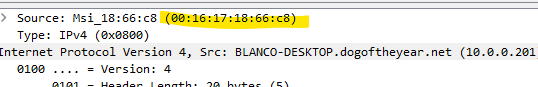 > Source: Msi_18:66:c8 (00:16:17:18:66:c8)
Type: IPv4 (0x0800)
Internet Protocol Version 4, Src: BLANCO-DESKTOP.dogoftheyear.net (10.0.0.201)
0100 .... = Version: 4
.... 0101 = Header Length: 20 bytes (5)